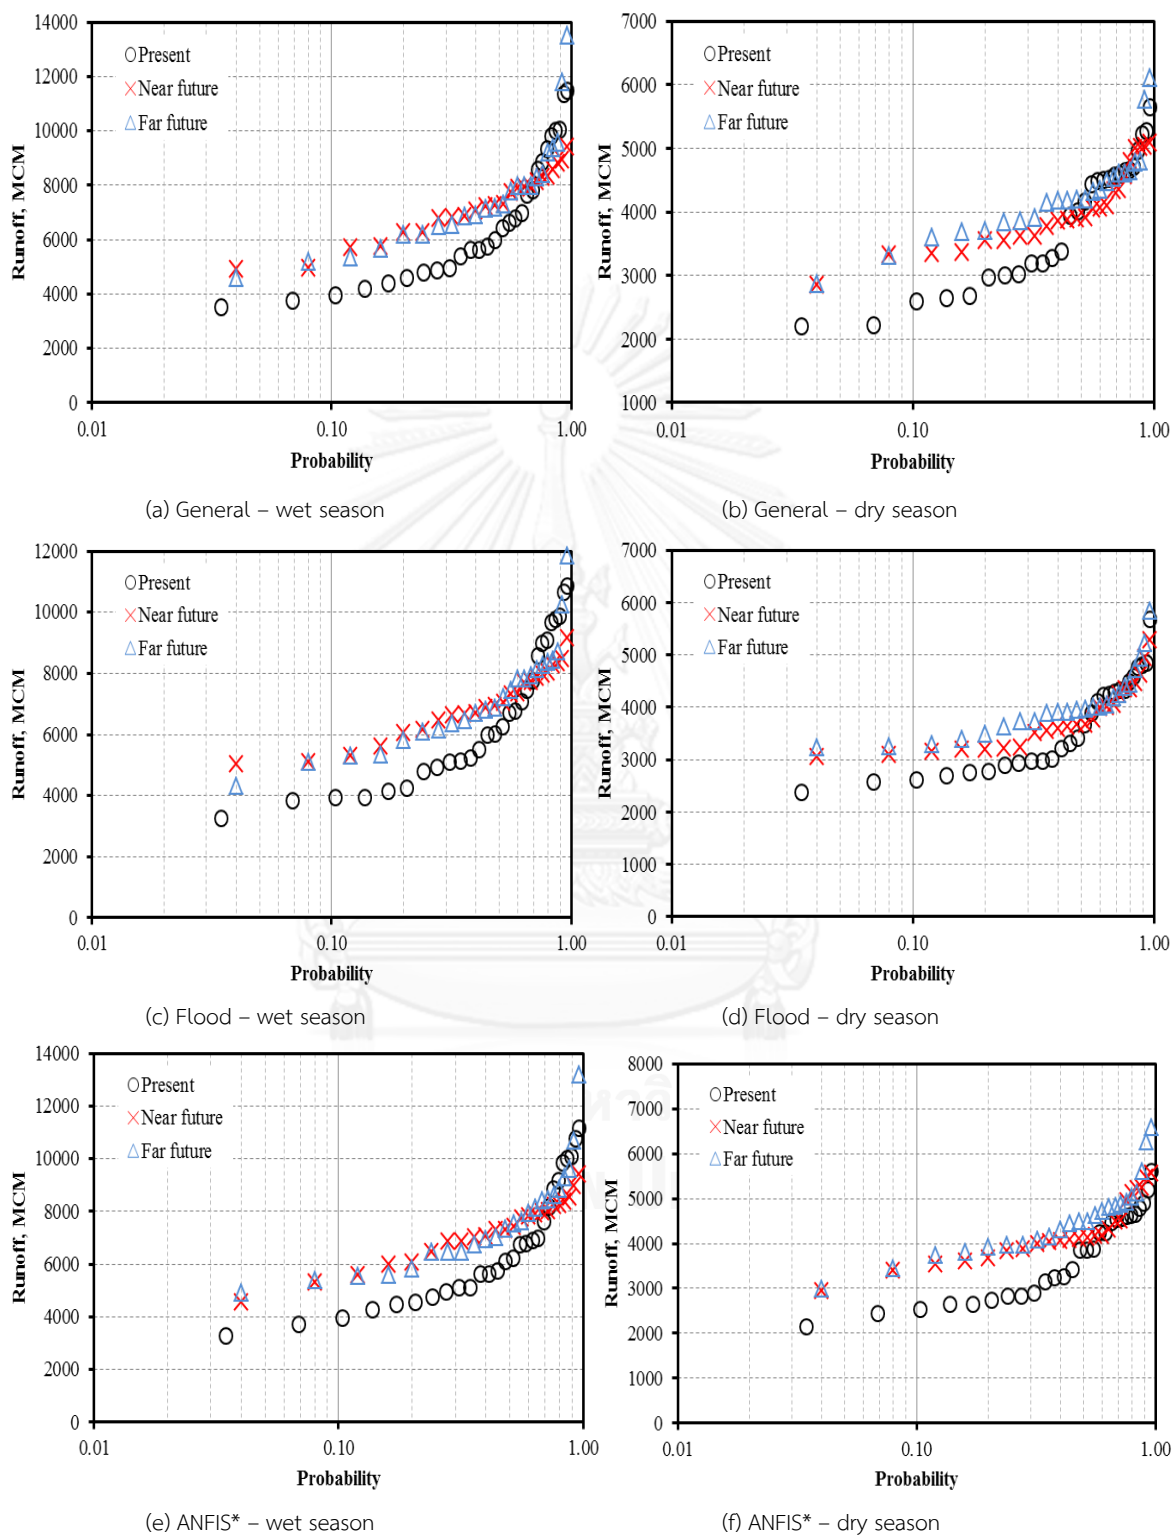 14000
12000
10000
8000
6000
4000
2000
0
Runoff, MCM
Present
Near future
Far future
0.01 0.10 1.00
Probability
(a) General – wet season
7000
6000
5000
4000
3000
2000
1000
Runoff, MCM
Present
Near future
Far future
0.01 0.10 1.00
Probability
(b) General – dry season
12000
10000
8000
6000
4000
2000
0
Runoff, MCM
Present
Near future
Far future
0.01 0.10 1.00
Probability
(c) Flood – wet season
7000
6000
5000
4000
3000
2000
1000
0
Runoff, MCM
Present
Near future
Far future
0.01 0.10 1.00
Probability
(d) Flood – dry season
14000
12000
10000
8000
6000
4000
2000
0
Runoff, MCM
Present
Near future
Far future
0.01 0.10 1.00
Probability
(e) ANFIS* – wet season
8000
7000
6000
5000
4000
3000
2000
1000
0
Runoff, MCM
Present
Near future
Far future
0.01 0.10 1.00
Probability
(f) ANFIS* – dry season